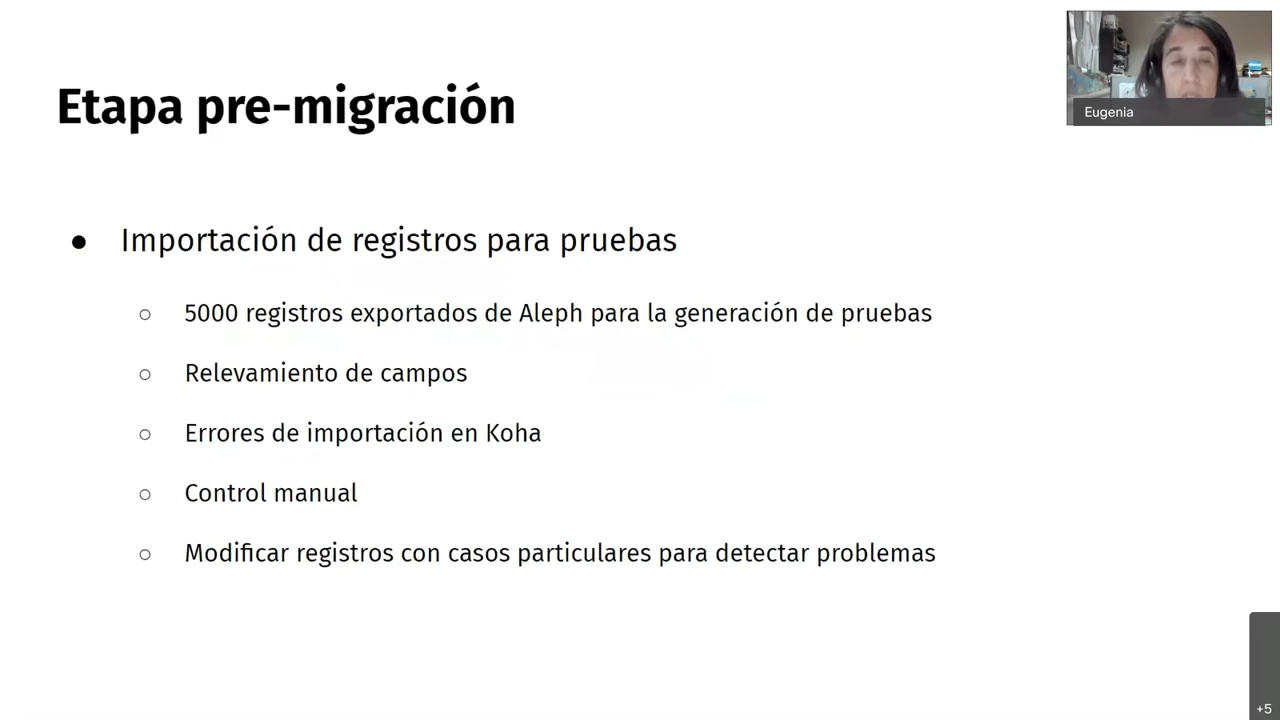 Etapa pre-migración
Eugenia
● Importación de registros para pruebas
○ 5000 registros exportados de Aleph para la generación de pruebas
○ Relevamiento de campos
○ Errores de importación en Koha
○ Control manual
○ Modificar registros con casos particulares para detectar problemas
+5